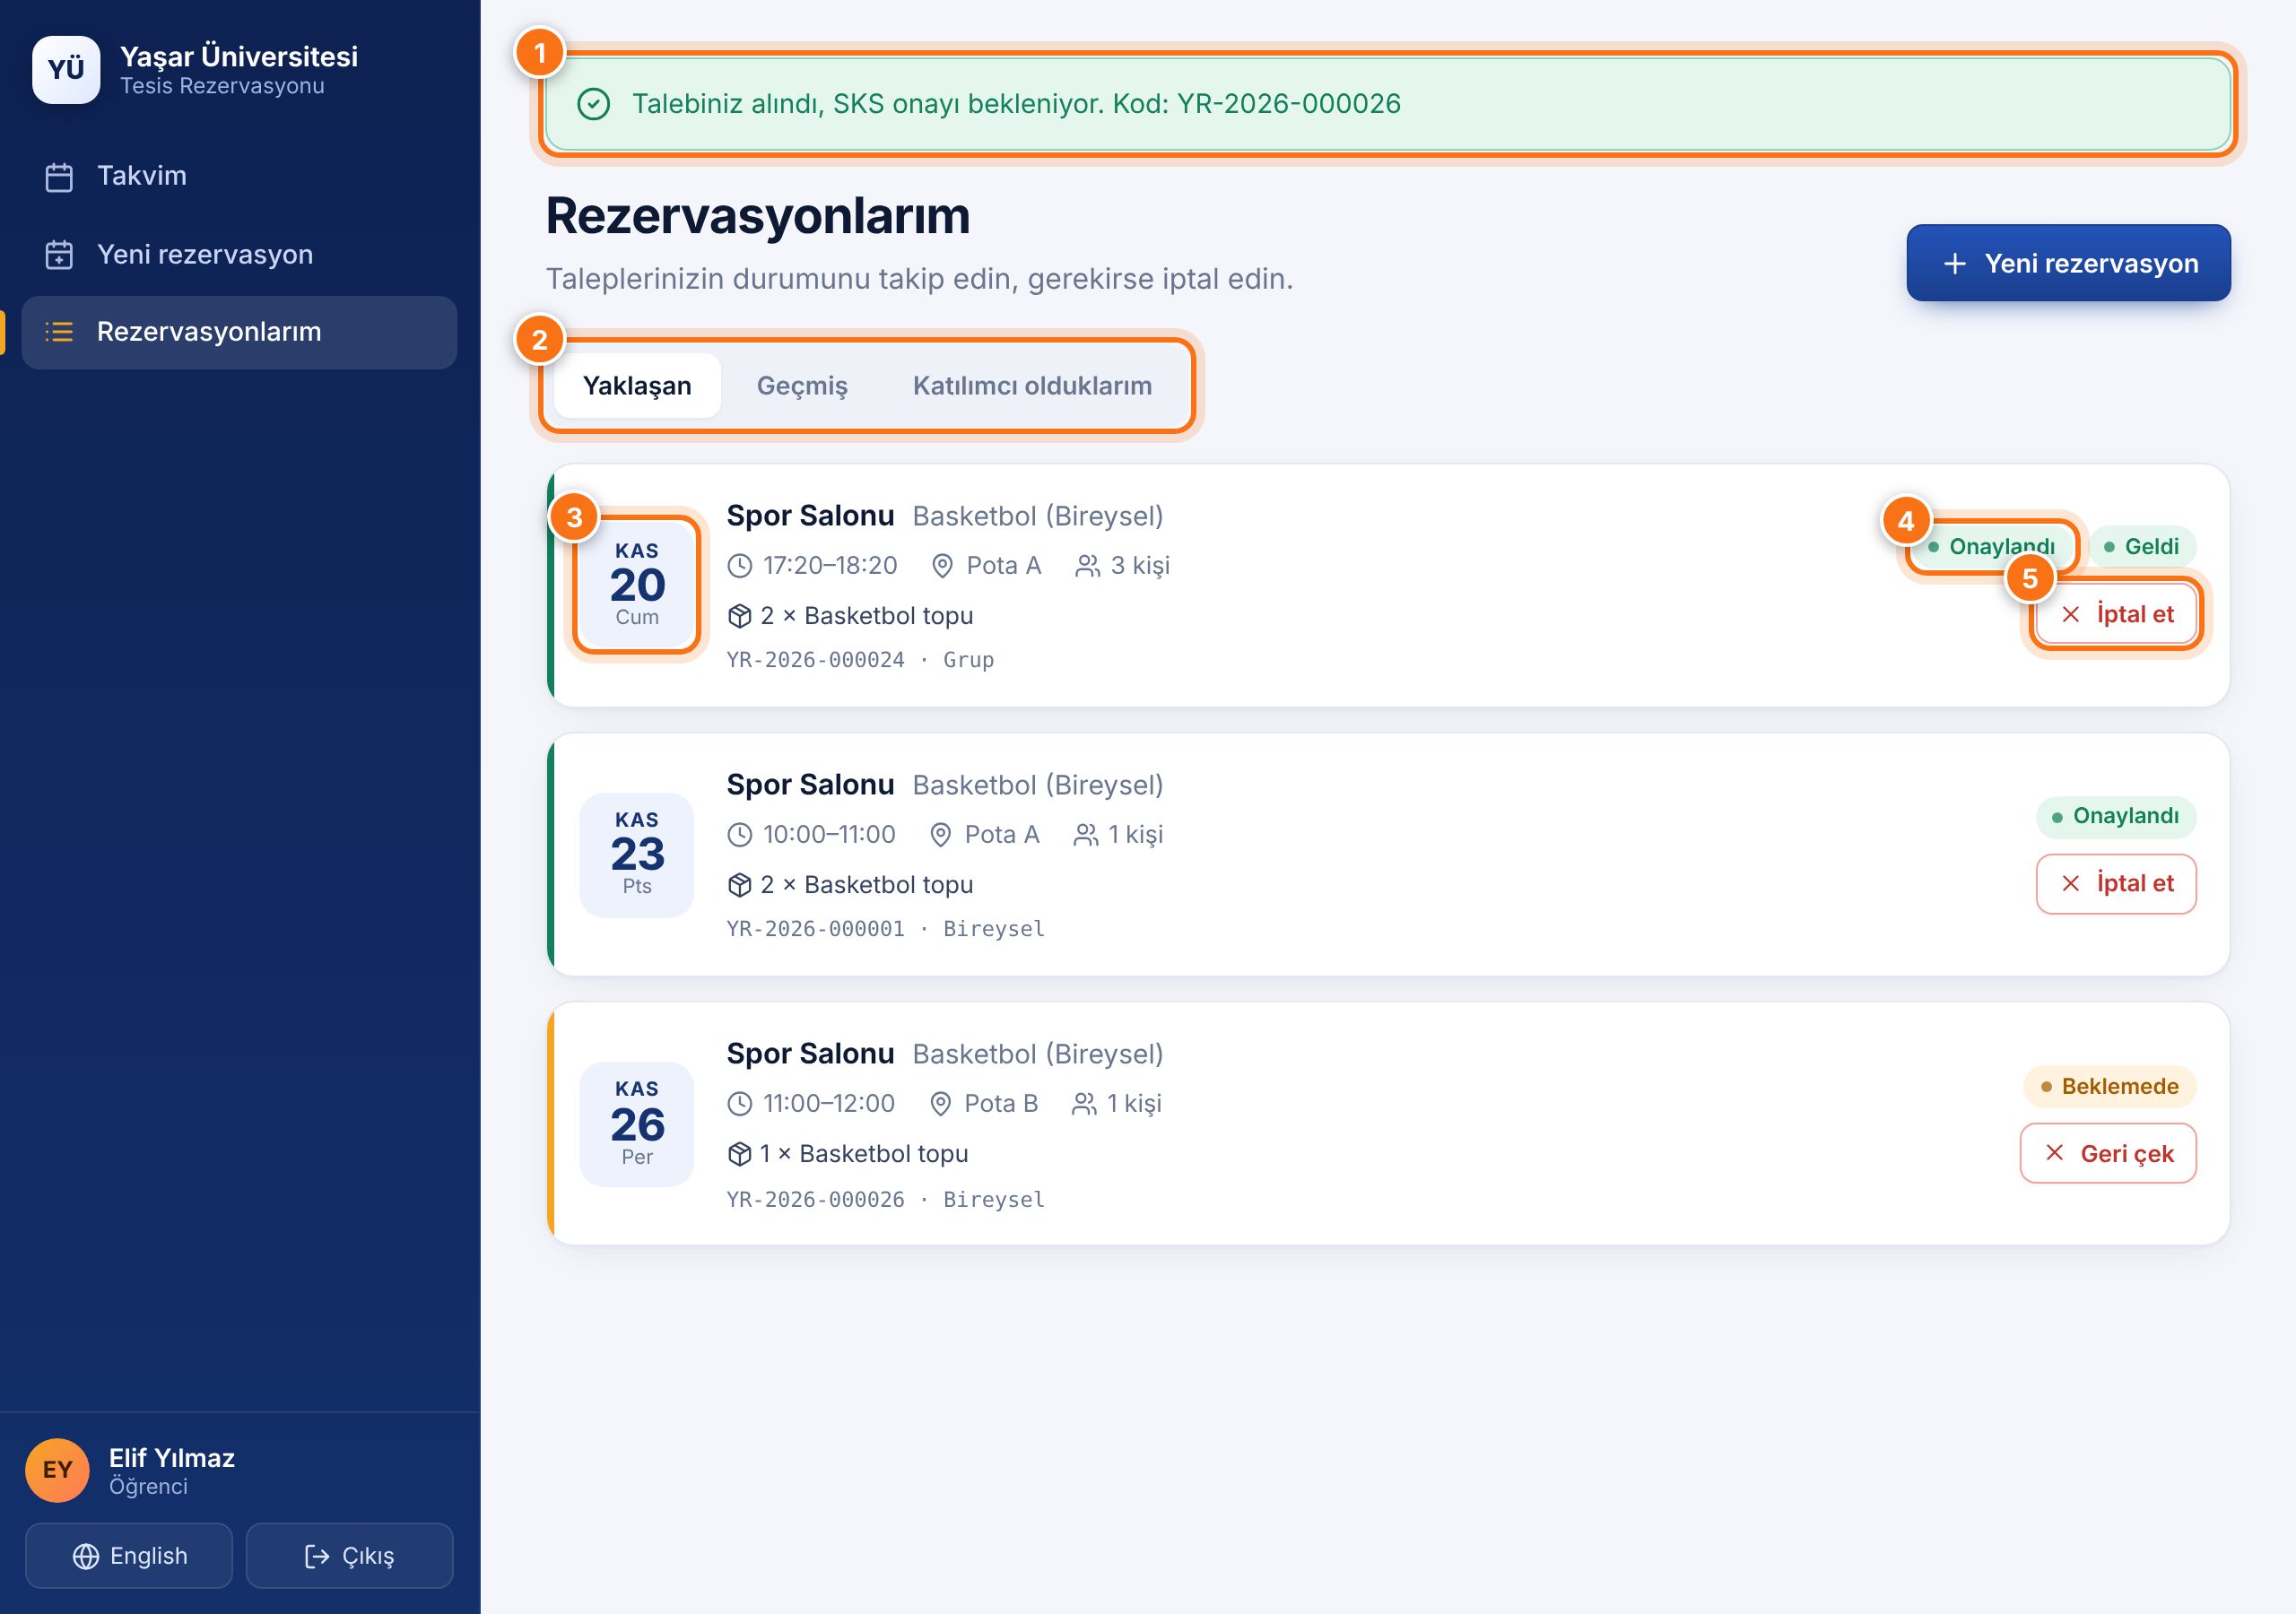 YÜ
Yaşar Üniversitesi
Tesis Rezervasyonu
Takvim
Yeni rezervasyon
Rezervasyonlarım
EY
Elif Yılmaz
Öğrenci
English
Çıkış
1
Talebiniz alındı, SKS onayı bekleniyor. Kod: YR-2026-000026
Rezervasyonlarım
Taleplerinizin durumunu takip edin, gerekirse iptal edin.
+ Yeni rezervasyon
2
Yaklaşan Geçmiş Katılımcı olduklarım
3
KAS
20
Cum
Spor Salonu Basketbol (Bireysel)
17:20–18:20 Pota A 3 kişi
2 × Basketbol topu
YR-2026-000024 · Grup
4
Onaylandı Geldi
5
İptal et
KAS
23
Pts
Spor Salonu Basketbol (Bireysel)
10:00–11:00 Pota A 1 kişi
2 × Basketbol topu
YR-2026-000001 · Bireysel
Onaylandı
İptal et
KAS
26
Per
Spor Salonu Basketbol (Bireysel)
11:00–12:00 Pota B 1 kişi
1 × Basketbol topu
YR-2026-000026 · Bireysel
Beklemede
Geri çek